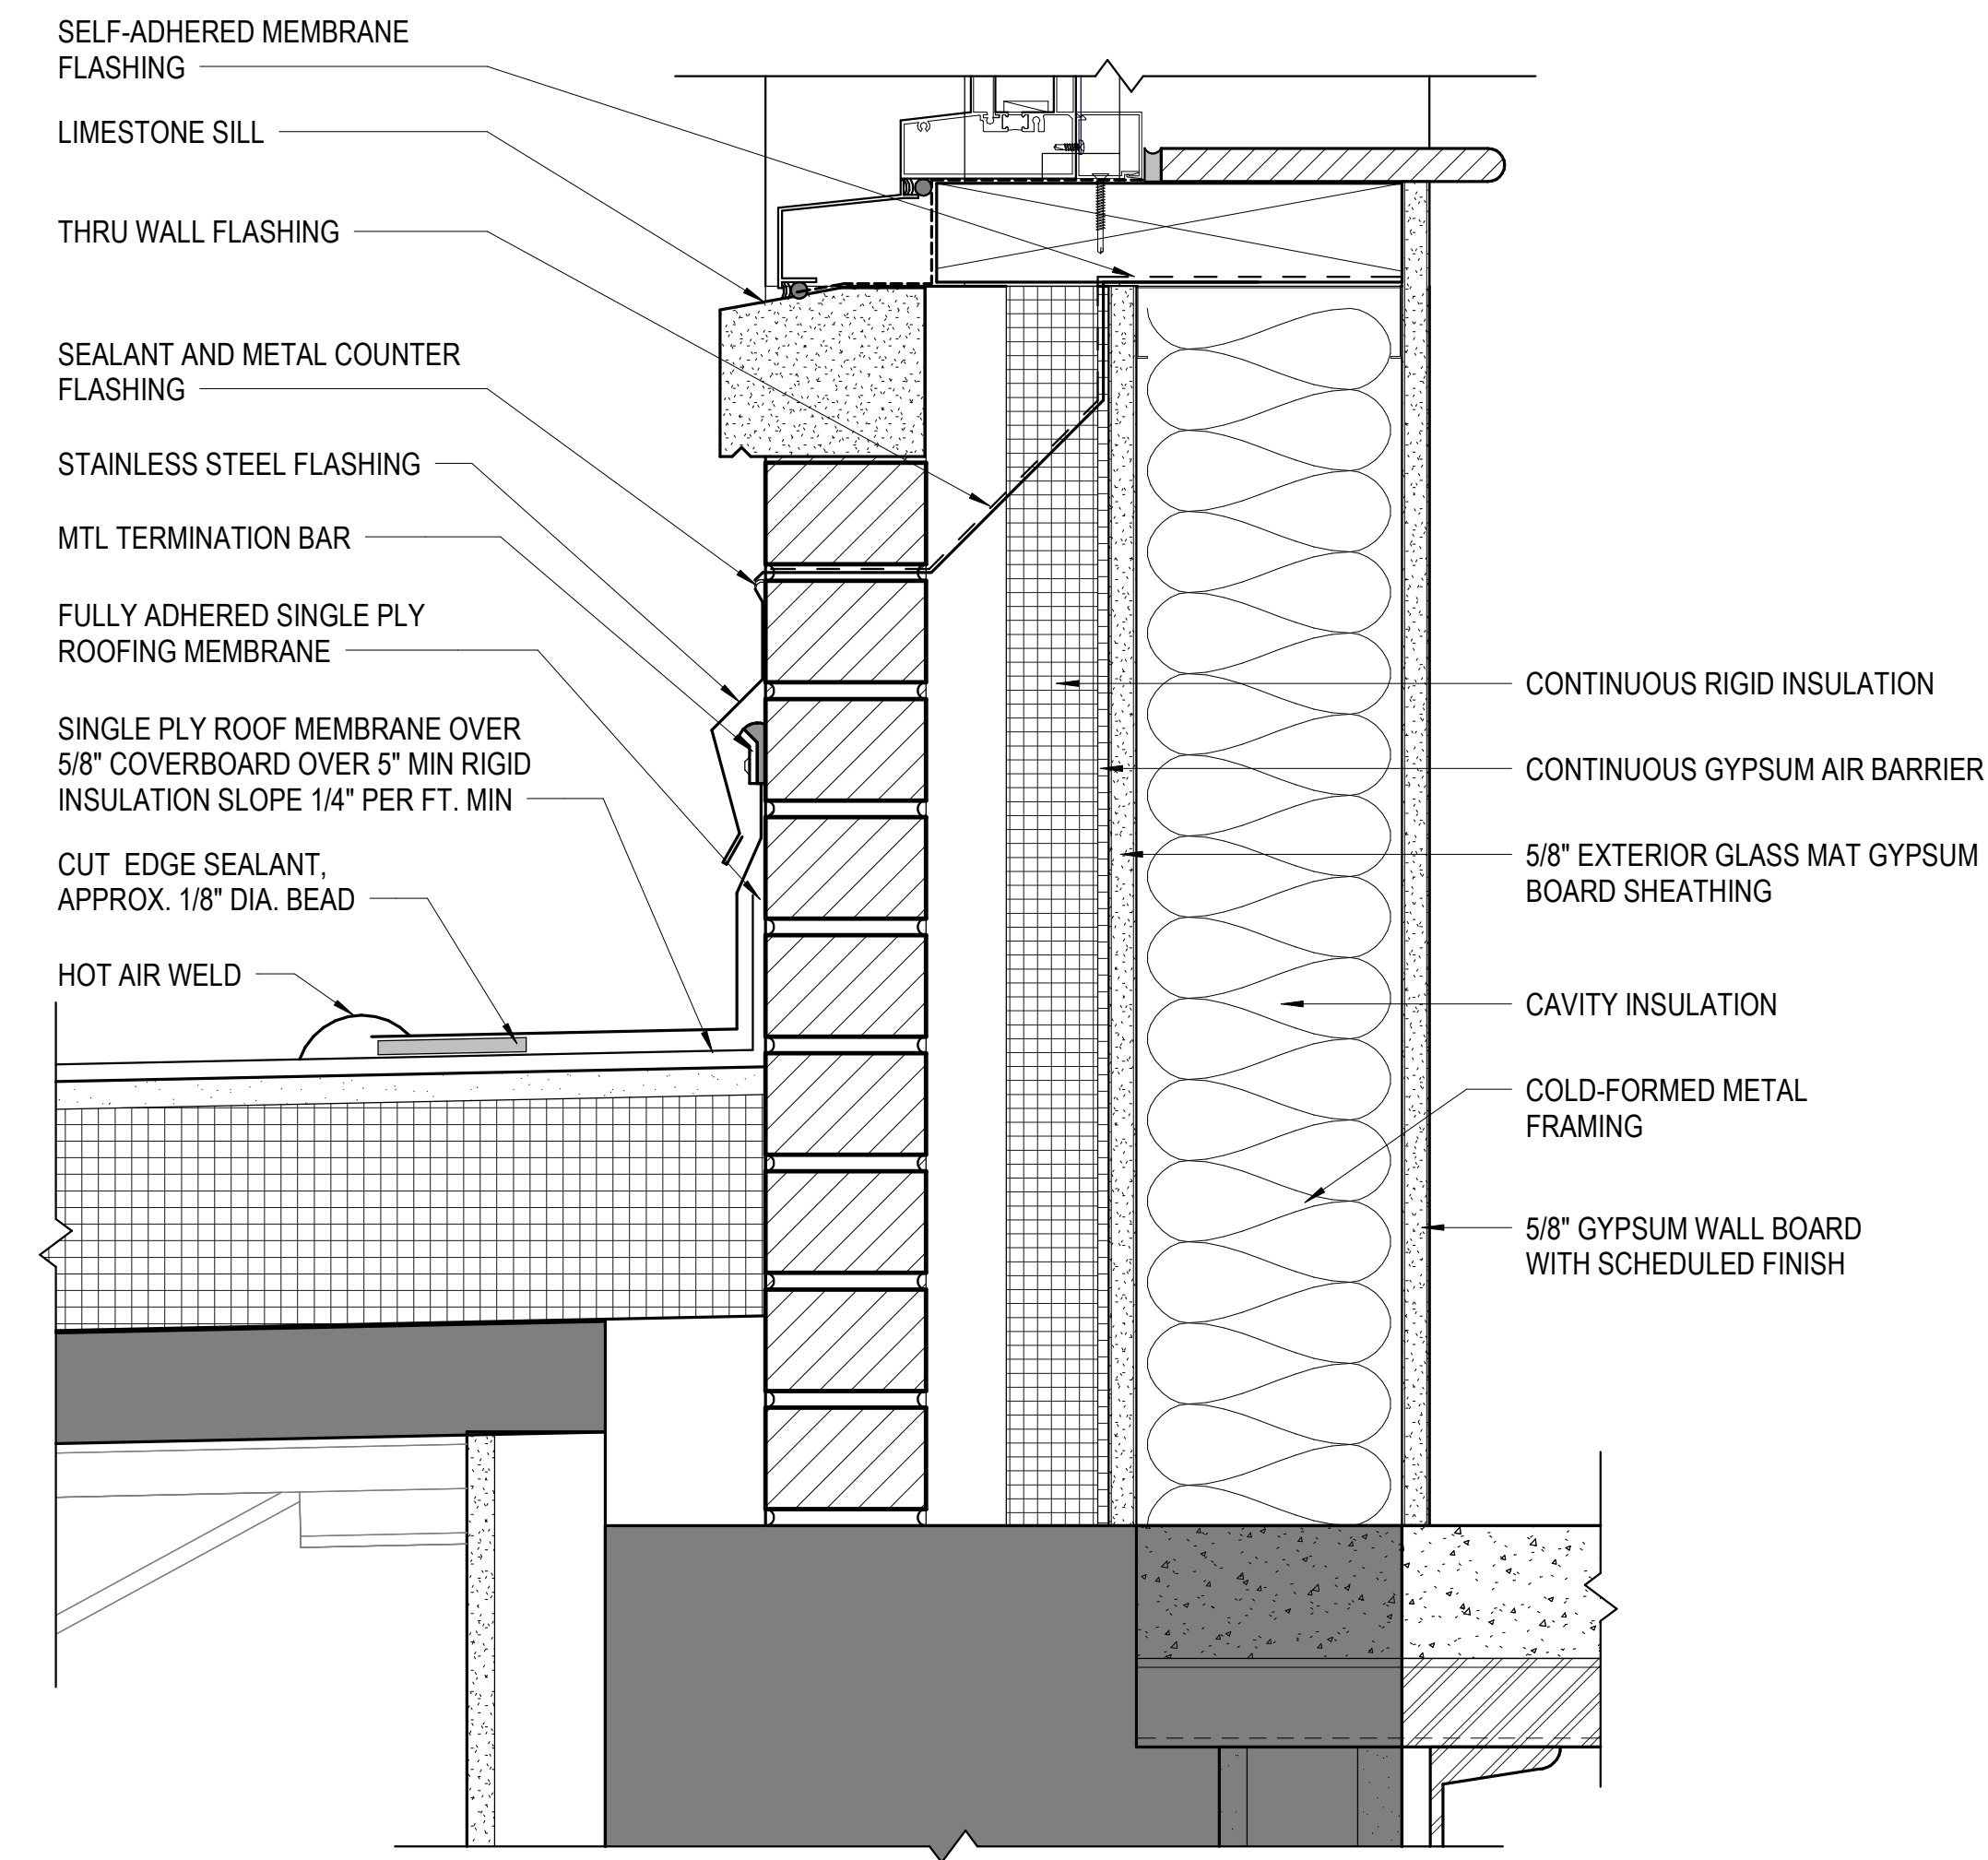 SELF-ADHERED MEMBRANE
FLASHING
LIMESTONE SILL
THRU WALL FLASHING
SEALANT AND METAL COUNTER
FLASHING
STAINLESS STEEL FLASHING
MTL TERMINATION BAR
FULLY ADHERED SINGLE PLY
ROOFING MEMBRANE
SINGLE PLY ROOF MEMBRANE OVER
5/8" COVERBOARD OVER 5" MIN RIGID
INSULATION SLOPE 1/4" PER FT. MIN
CUT EDGE SEALANT,
APPROX. 1/8" DIA. BEAD
HOT AIR WELD
CONTINUOUS RIGID INSULATION
CONTINUOUS GYPSUM AIR BARRIER
5/8" EXTERIOR GLASS MAT GYPSUM
BOARD SHEATHING
CAVITY INSULATION
COLD-FORMED METAL
FRAMING
5/8" GYPSUM WALL BOARD
WITH SCHEDULED FINISH